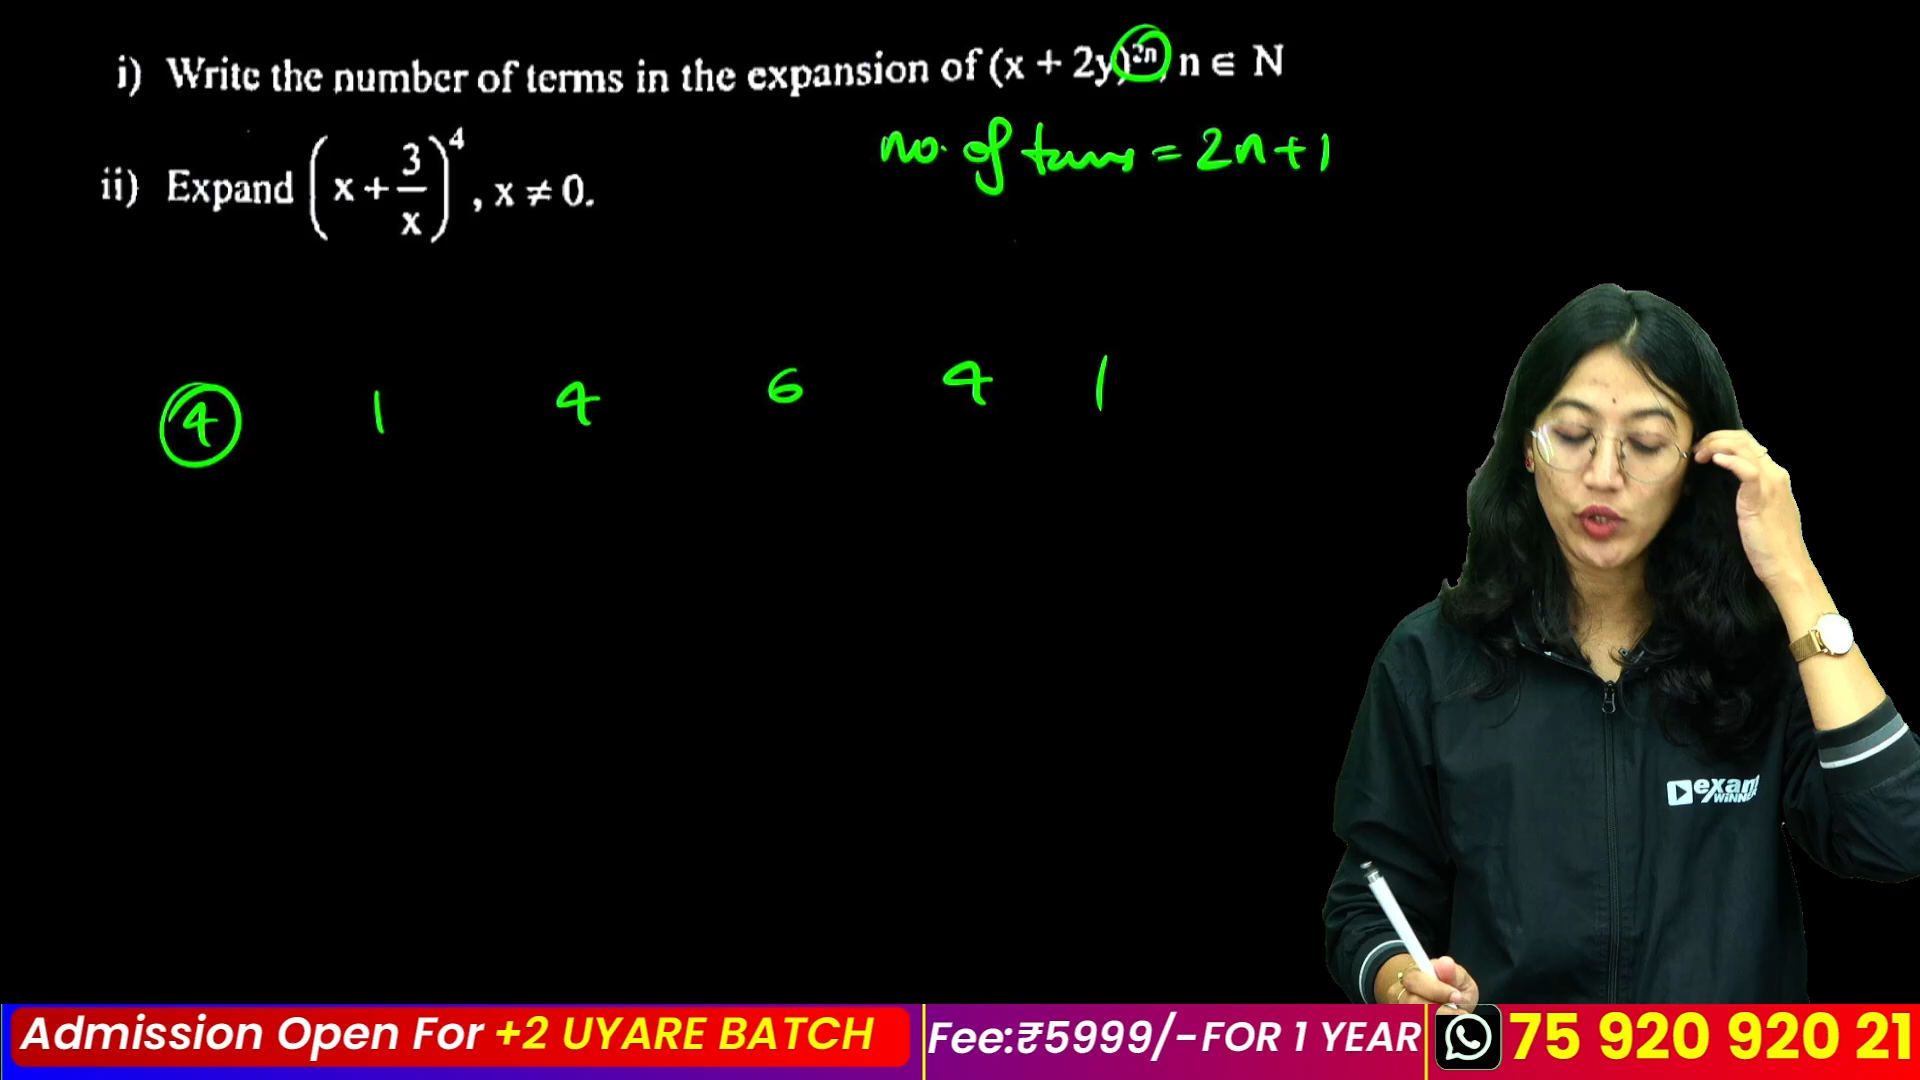 i) Write the number of terms in the expansion of (x + 2y)²ⁿ, n ∈ N
no. of terms = 2n+1
ii) Expand (x + 3/x)⁴, x ≠ 0.
4 1 4 6 4 1
exam
WINNER
Admission Open For +2 UYARE BATCH
Fee:₹5999/-FOR 1 YEAR
75 920 920 21